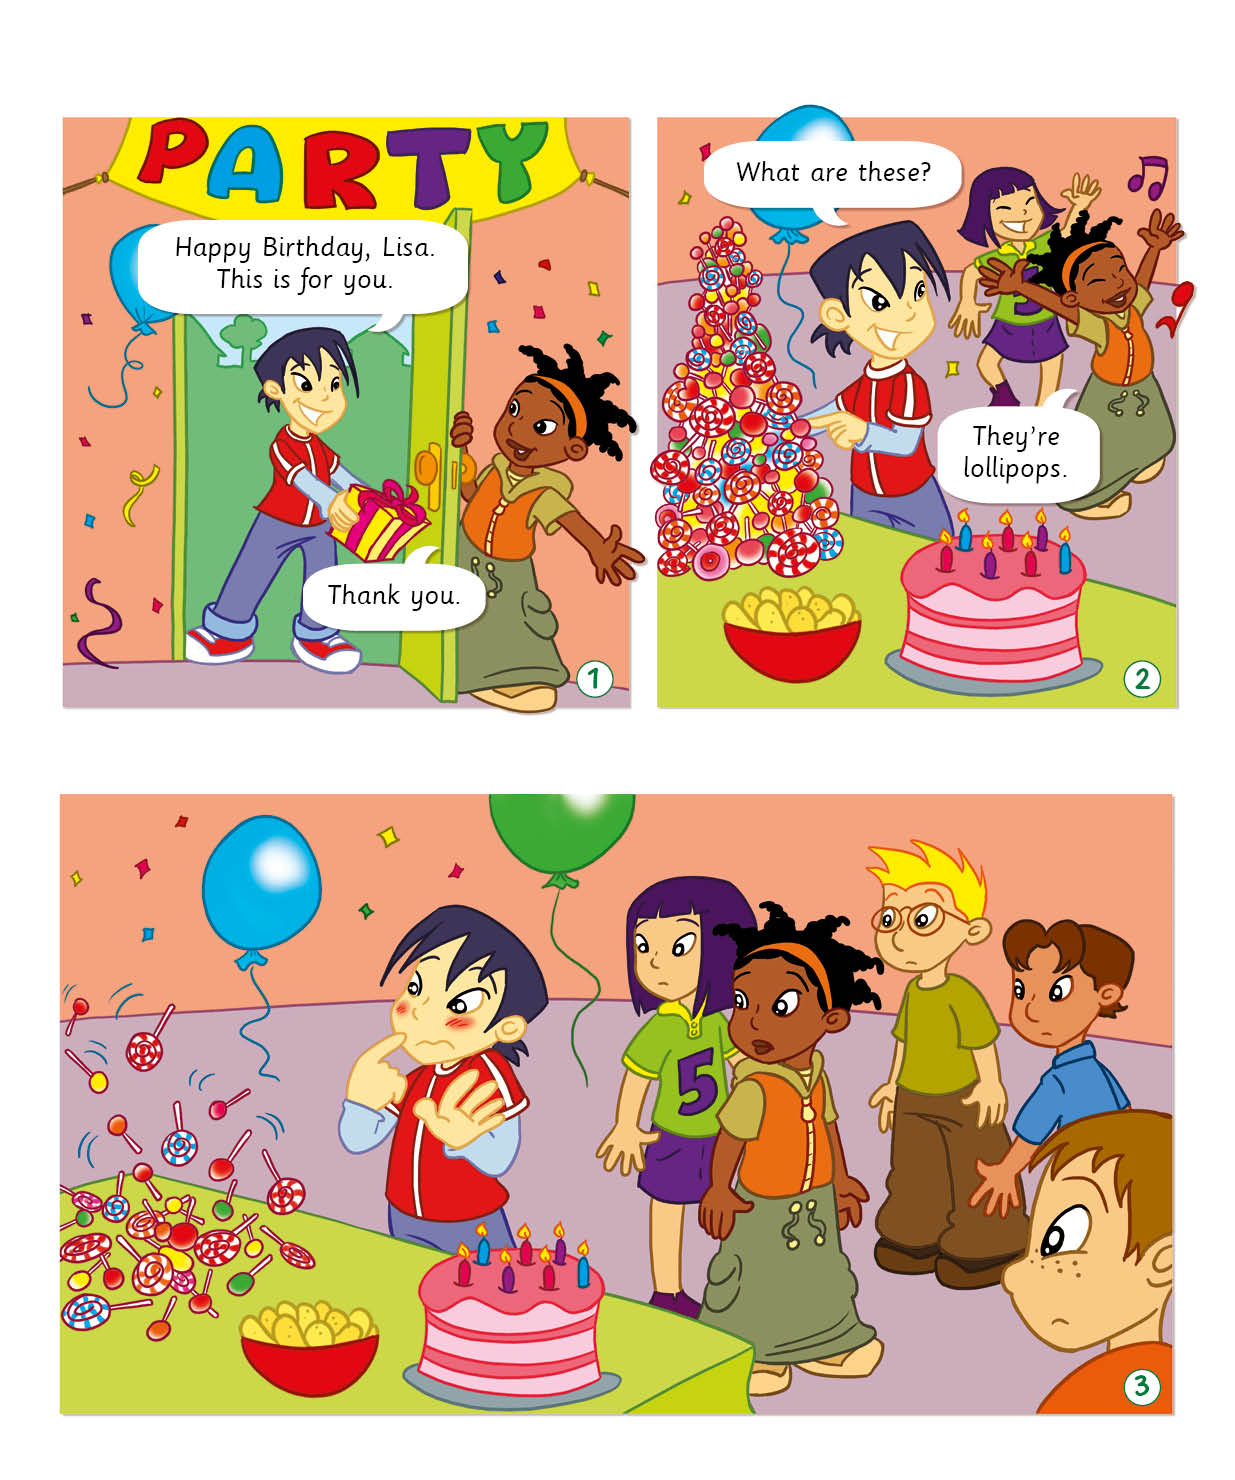 PARTY
Happy Birthday, Lisa.
This is for you.
Thank you.
1
What are these?
They're
lollipops.
5
2
5
3